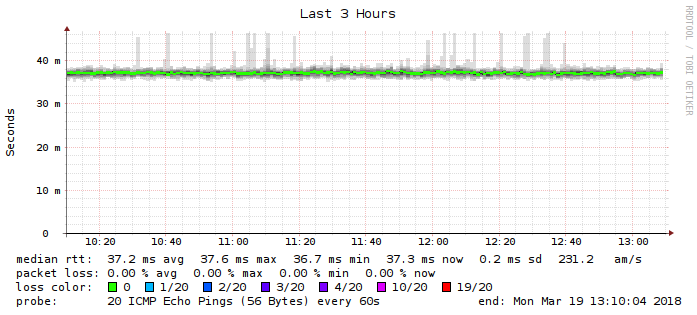 Last 3 Hours
RRDTOOL / TOBI OETIKER
Seconds
40 m
30 m
20 m
10 m
0
10:20 10:40 11:00 11:20 11:40 12:00 12:20 12:40 13:00
median rtt: 37.2 ms avg 37.6 ms max 36.7 ms min 37.3 ms now 0.2 ms sd 231.2 am/s
packet loss: 0.00 % avg 0.00 % max 0.00 % min 0.00 % now
loss color: 0 1/20 2/20 3/20 4/20 10/20 19/20
probe: 20 ICMP Echo Pings (56 Bytes) every 60s end: Mon Mar 19 13:10:04 2018